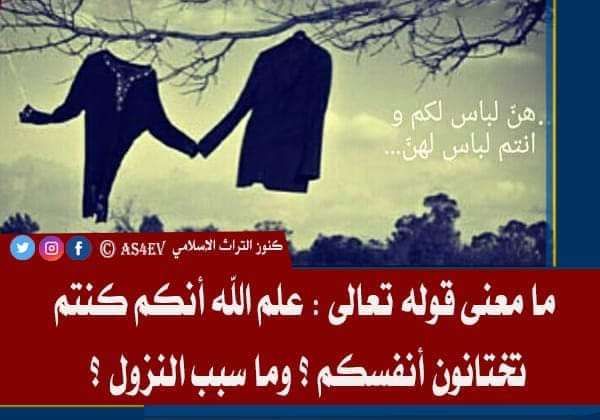 .هنّ لباس لكم و
انتم لباس لهنّ...
كنوز التراث الاسلامي AS4EV ©
ما معنى قوله تعالى : علم الله أنكم كنتم
تختانون أنفسكم ؟ وما سبب النزول ؟